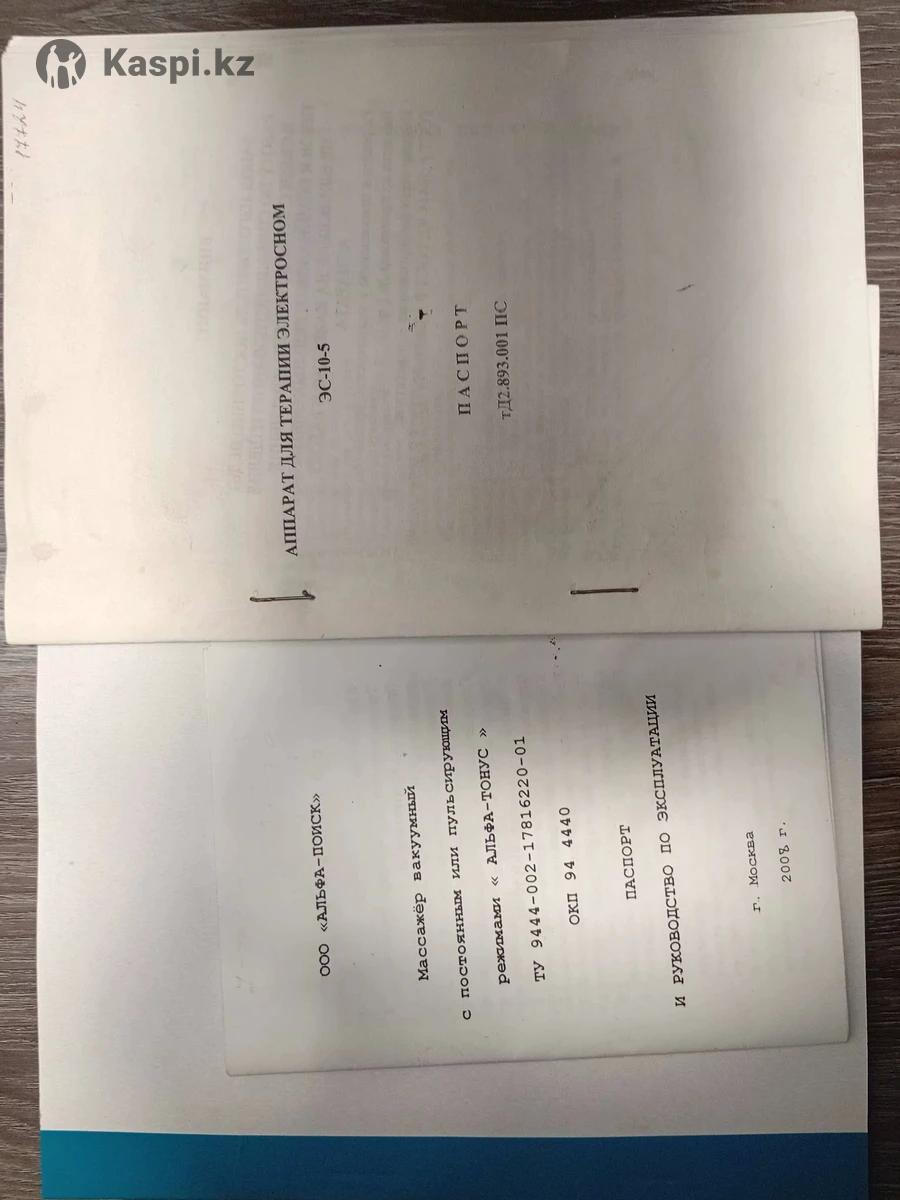 Kaspi.kz
17724
АППАРАТ ДЛЯ ТЕРАПИИ ЭЛЕКТРОСНОМ
ЭС-10-5
ПАСПОРТ
тД2.893.001 ПС
ООО «АЛЬФА-ПОИСК»
Массажёр вакуумный
с постоянным или пульсирующим
режимами « АЛЬФА-ТОНУС »
ТУ 9444-002-17816220-01
ОКП 94 4440
ПАСПОРТ
И РУКОВОДСТВО ПО ЭКСПЛУАТАЦИИ
г. Москва
2008 г.